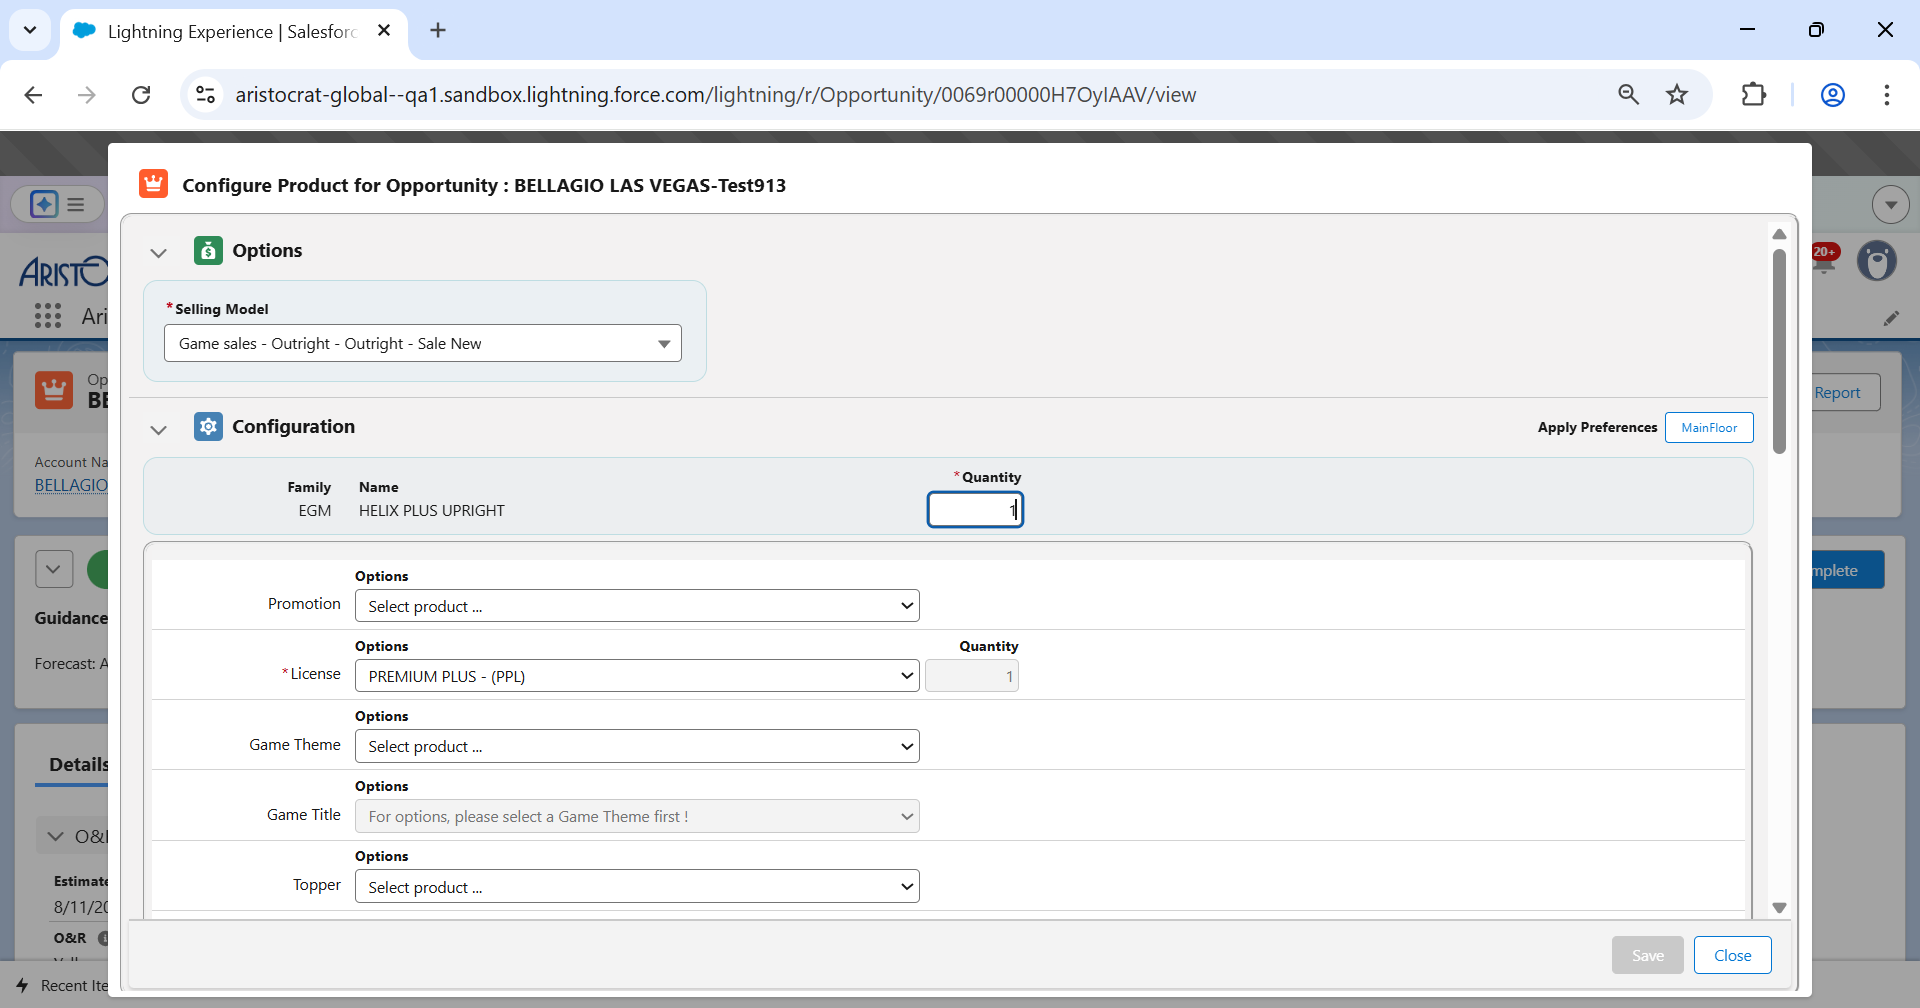 Lightning Experience | Salesforc
aristocrat-global--qa1.sandbox.lightning.force.com/lightning/r/Opportunity/0069r00000H7OyIAAV/view
Configure Product for Opportunity : BELLAGIO LAS VEGAS-Test913
Options
*Selling Model
Game sales - Outright - Outright - Sale New
Configuration
Apply Preferences
MainFloor
Family Name
*Quantity
EGM HELIX PLUS UPRIGHT
1
Options
Promotion
Select product ...
Options
Quantity
*License
PREMIUM PLUS - (PPL)
1
Options
Game Theme
Select product ...
Options
Game Title
For options, please select a Game Theme first !
Options
Topper
Select product ...
Save
Close
20+
ARISTO
Ari
Op
BE
Report
Account Na
BELLAGIO
mplete
Guidance
Forecast: A
Details
O&
Estimate
8/11/20
O&R
Recent Ite